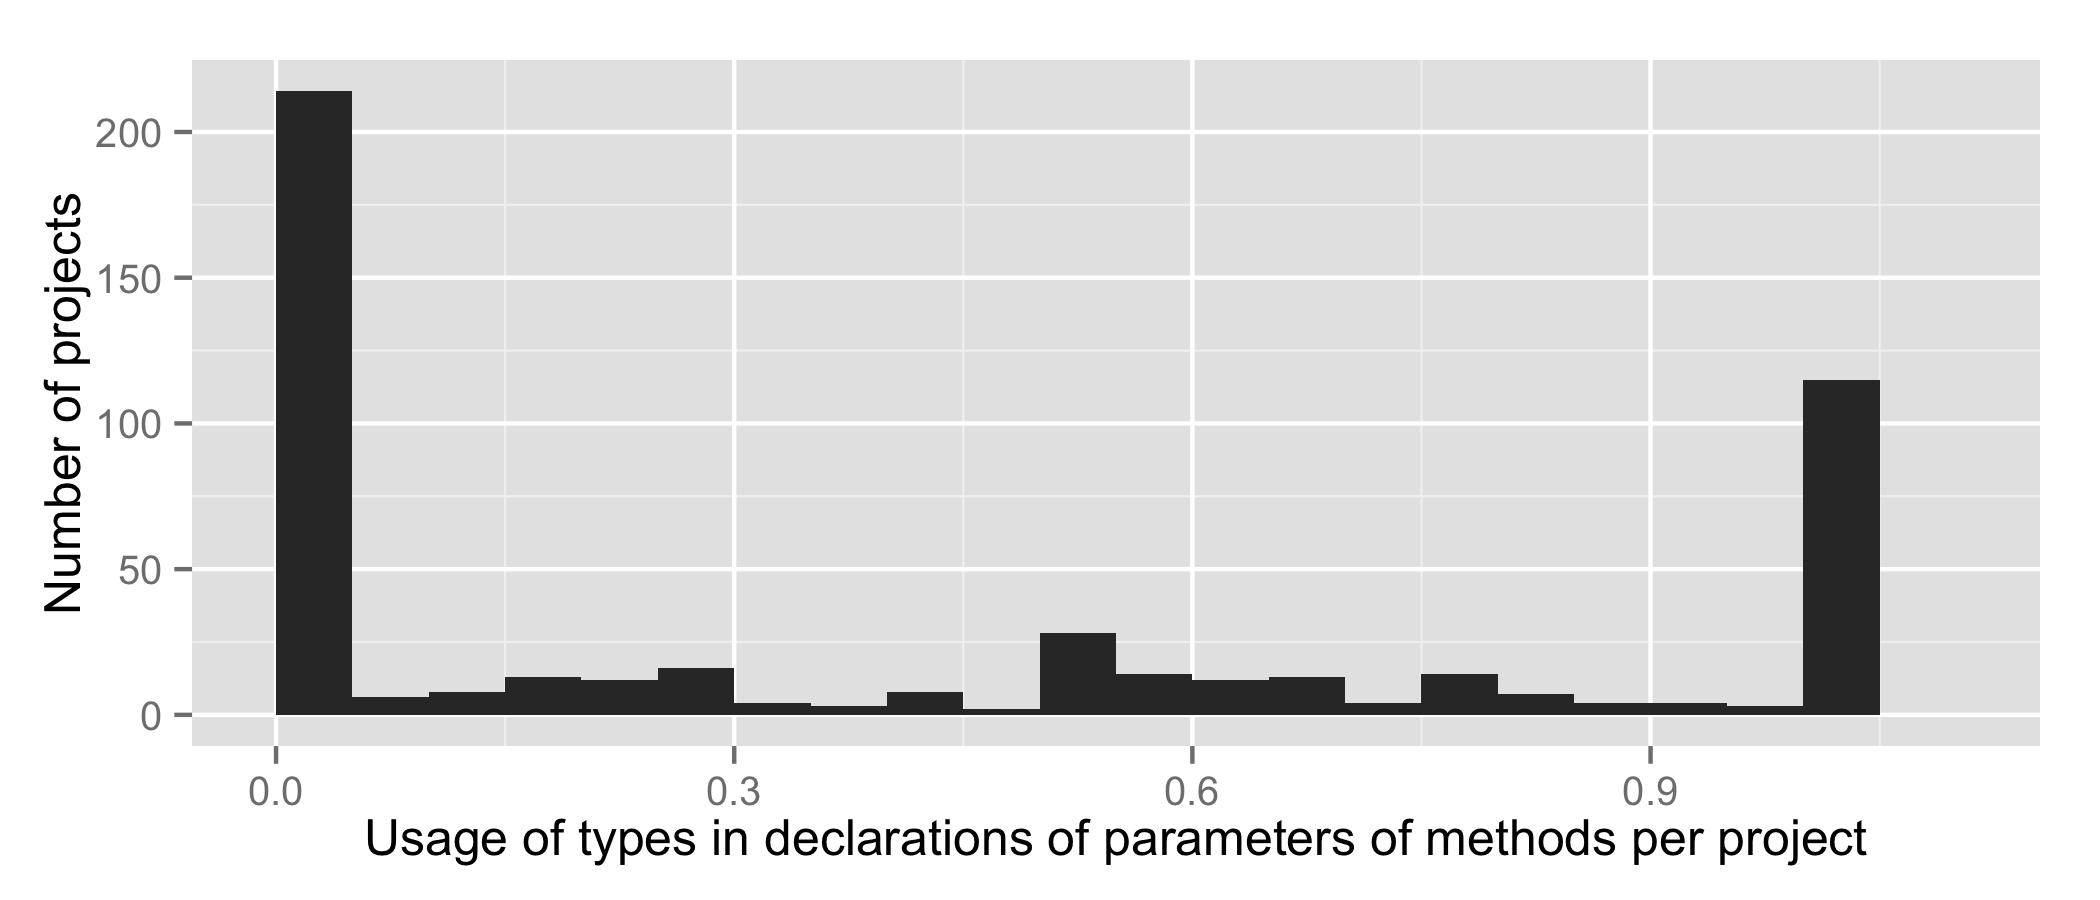 Number of projects
200
150
100
50
0
0.0 0.3 0.6 0.9
Usage of types in declarations of parameters of methods per project